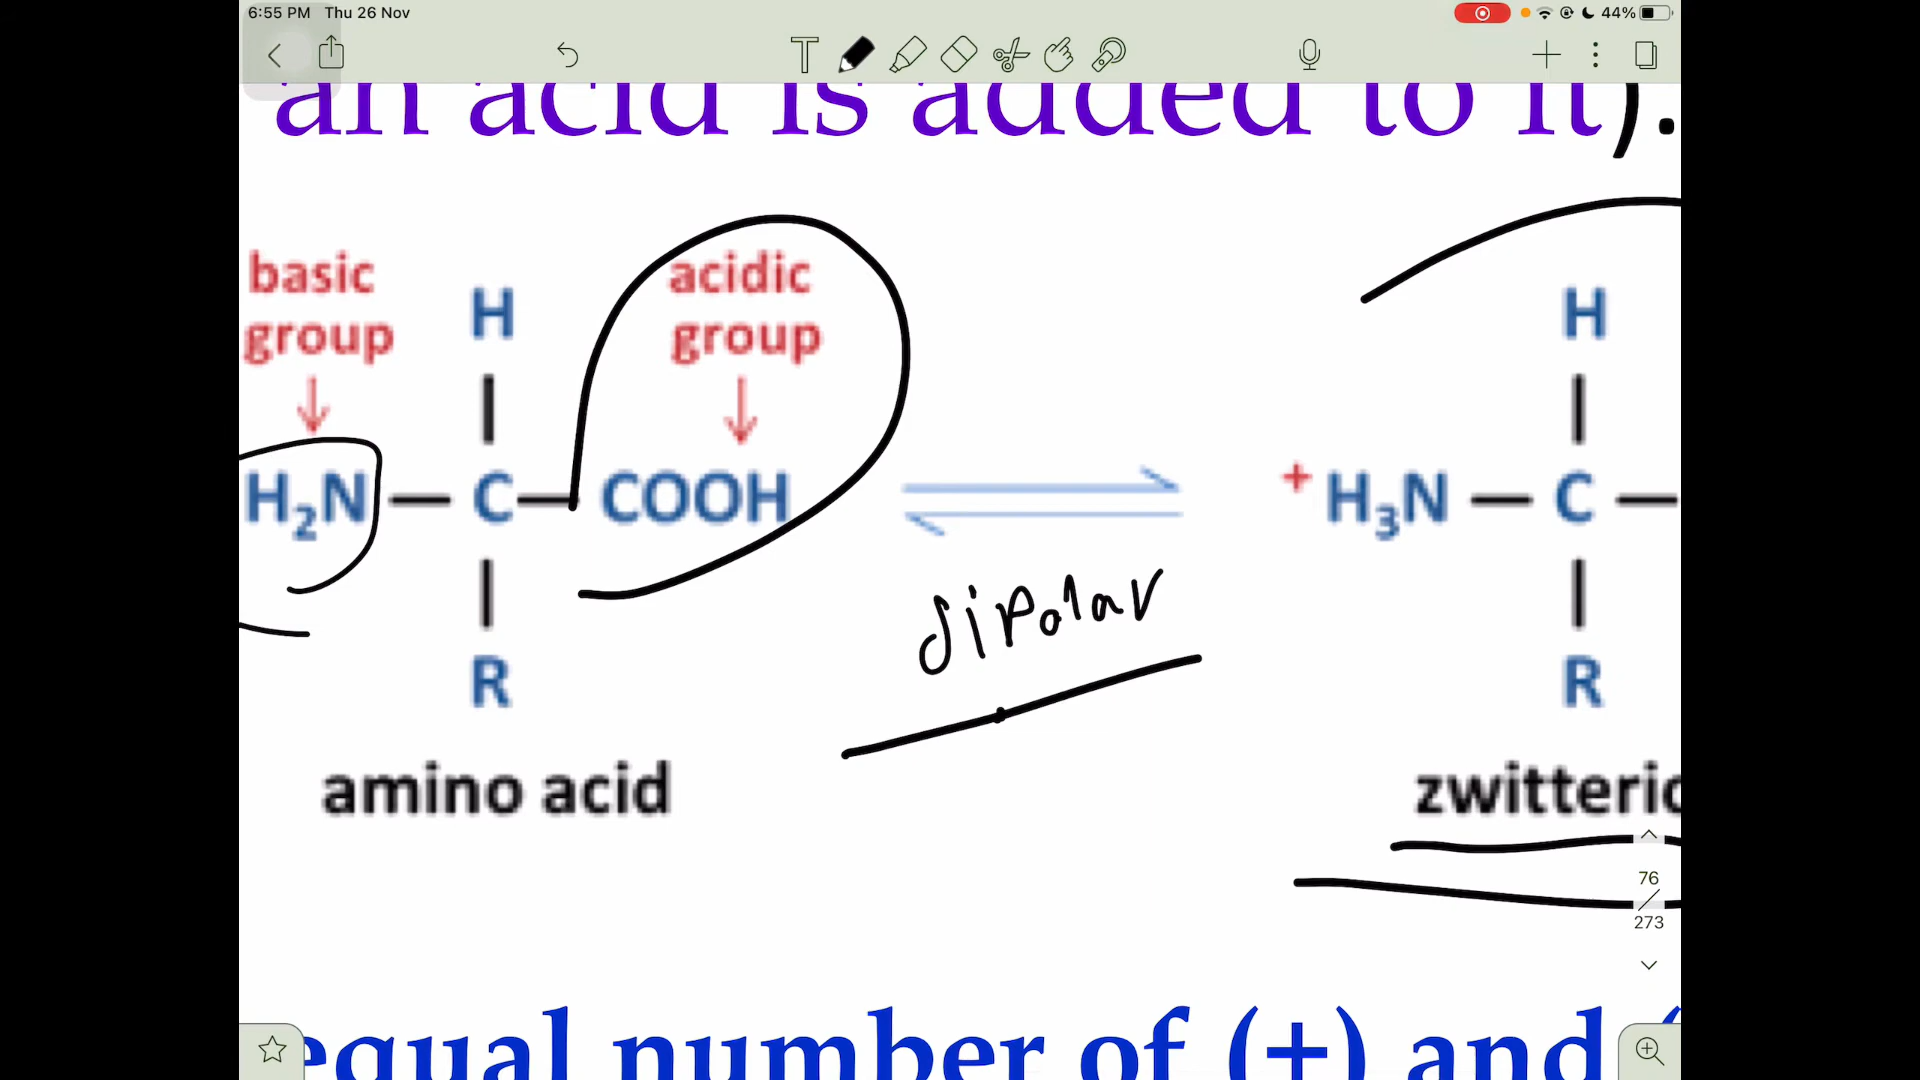 6:55 PM Thu 26 Nov 44%
T
an acid is added to it).
basic group
acidic group
H H
H₂N — C — COOH ⇌ ⁺H₃N — C —
dipolar
R R
amino acid
76
273
equal number of (+) and